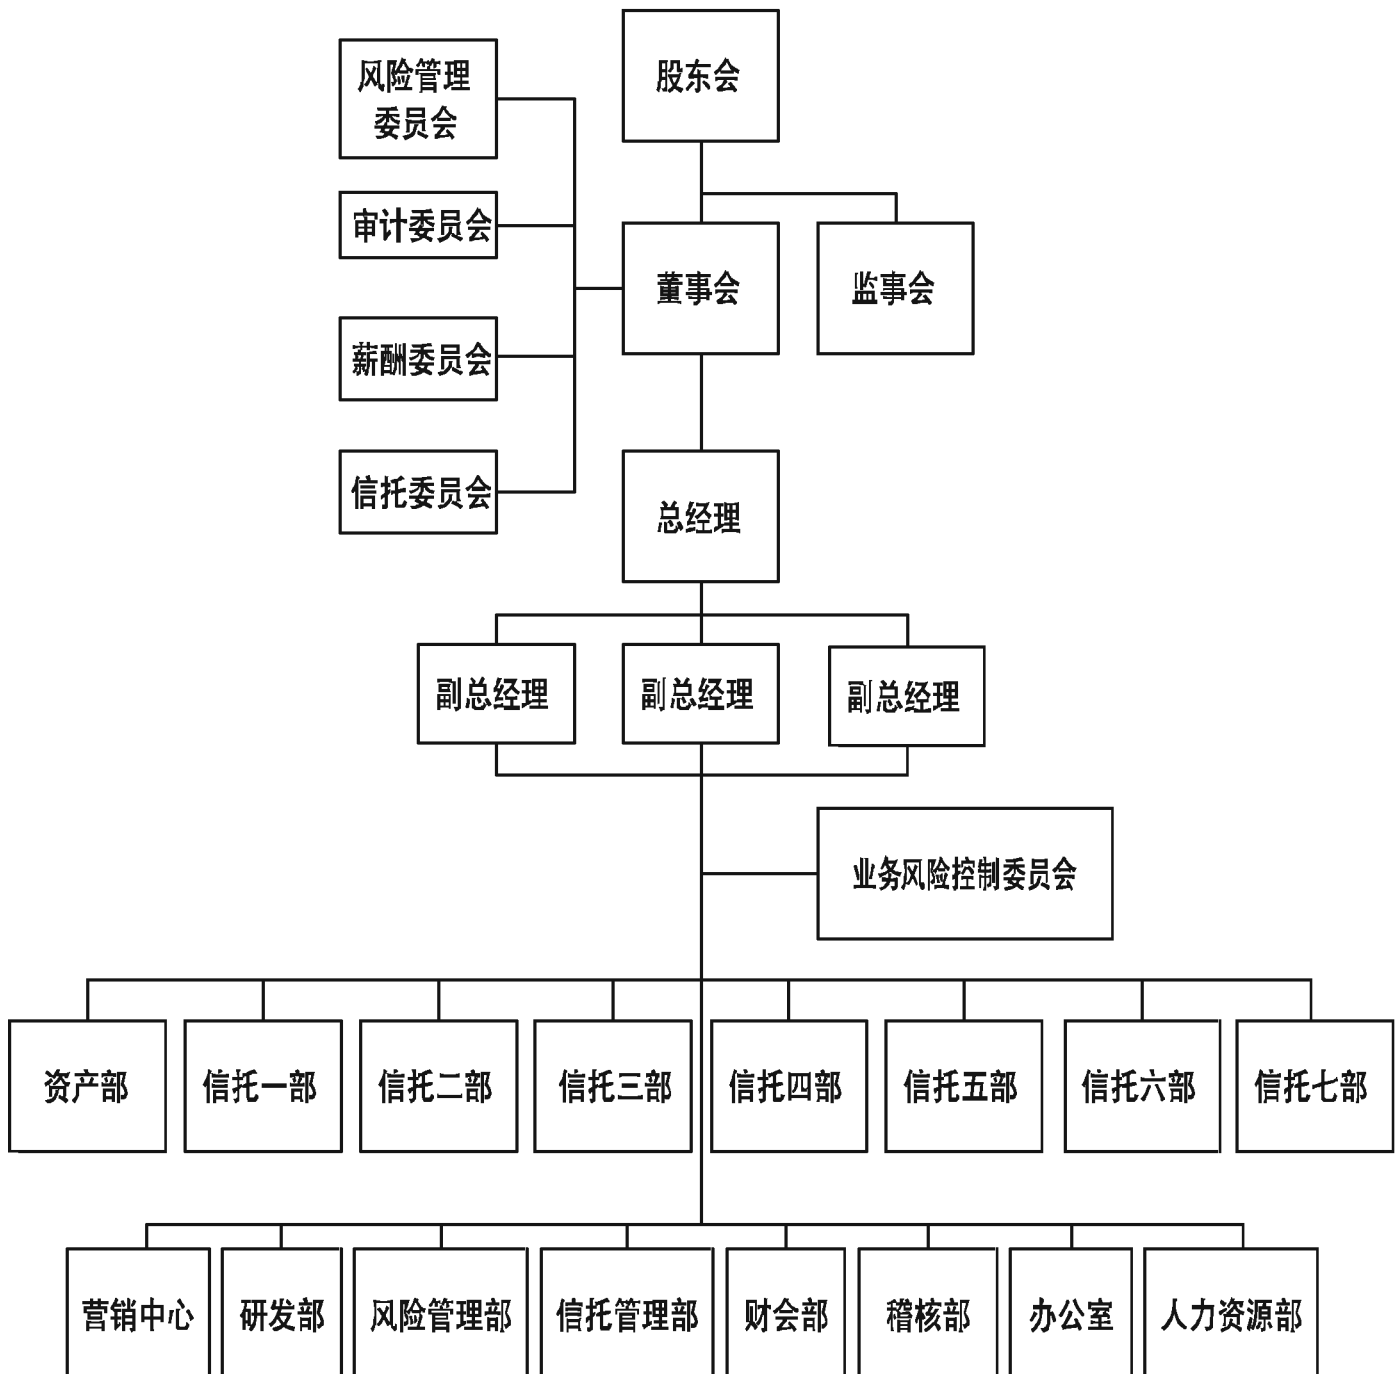 股东会
风险管理
委员会
审计委员会
董事会
监事会
薪酬委员会
信托委员会
总经理
副总经理
副总经理
副总经理
业务风险控制委员会
资产部
信托一部
信托二部
信托三部
信托四部
信托五部
信托六部
信托七部
营销中心
研发部
风险管理部
信托管理部
财会部
稽核部
办公室
人力资源部